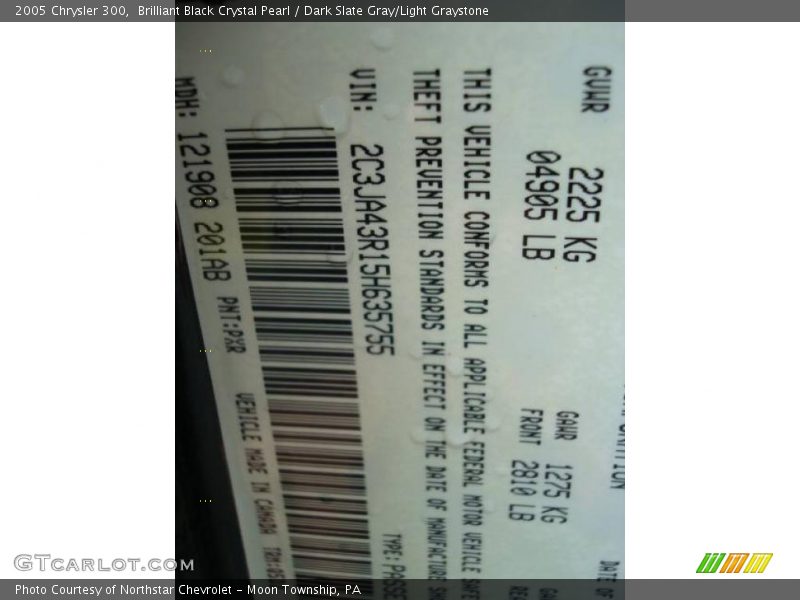 2005 Chrysler 300,  Brilliant Black Crystal Pearl / Dark Slate Gray/Light Graystone
GVWR 2225 KG
04905 LB
GAWR 1275 KG
FRONT 2810 LB
DATE OF
THIS VEHICLE CONFORMS TO ALL APPLICABLE FEDERAL MOTOR VEHICLE
THEFT PREVENTION STANDARDS IN EFFECT ON THE DATE OF MANUFACTURE
VIN: 2C3JA43R15H635755
TYPE:
MDH: 121908 201AB PNT:PXR
VEHICLE MADE IN CANADA
GTCARLOT.COM
Photo Courtesy of Northstar Chevrolet - Moon Township, PA